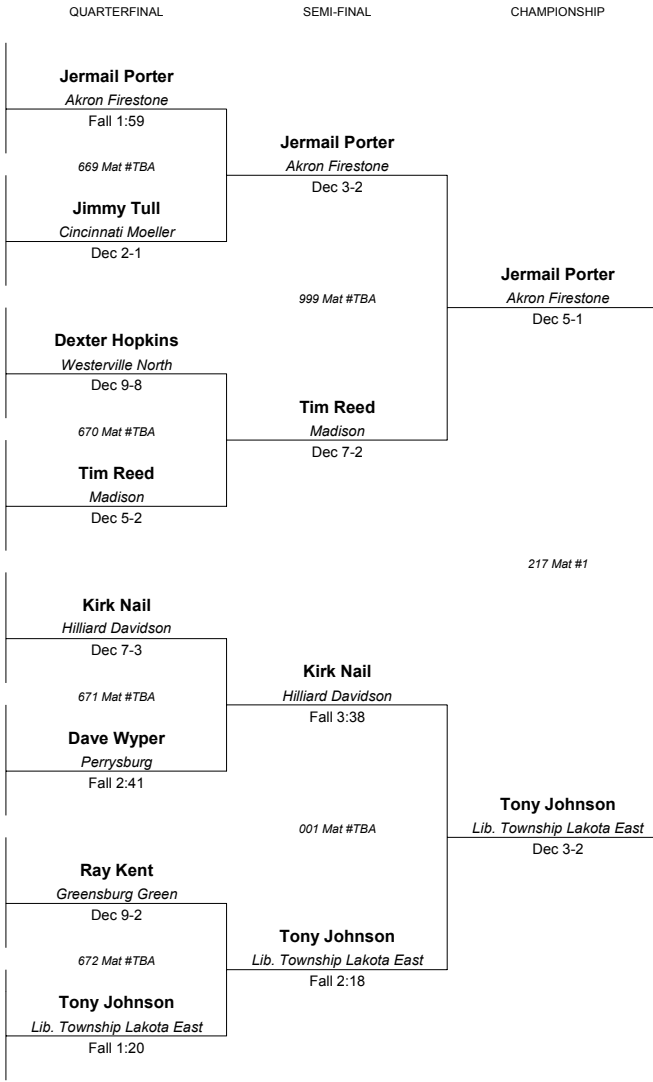 QUARTERFINAL
SEMI-FINAL
CHAMPIONSHIP
Jermail Porter
Akron Firestone
Fall 1:59
669 Mat #TBA
Jimmy Tull
Cincinnati Moeller
Dec 2-1
Jermail Porter
Akron Firestone
Dec 3-2
999 Mat #TBA
Jermail Porter
Akron Firestone
Dec 5-1
Dexter Hopkins
Westerville North
Dec 9-8
670 Mat #TBA
Tim Reed
Madison
Dec 5-2
Tim Reed
Madison
Dec 7-2
217 Mat #1
Kirk Nail
Hilliard Davidson
Dec 7-3
671 Mat #TBA
Dave Wyper
Perrysburg
Fall 2:41
Kirk Nail
Hilliard Davidson
Fall 3:38
001 Mat #TBA
Tony Johnson
Lib. Township Lakota East
Dec 3-2
Ray Kent
Greensburg Green
Dec 9-2
672 Mat #TBA
Tony Johnson
Lib. Township Lakota East
Fall 1:20
Tony Johnson
Lib. Township Lakota East
Fall 2:18